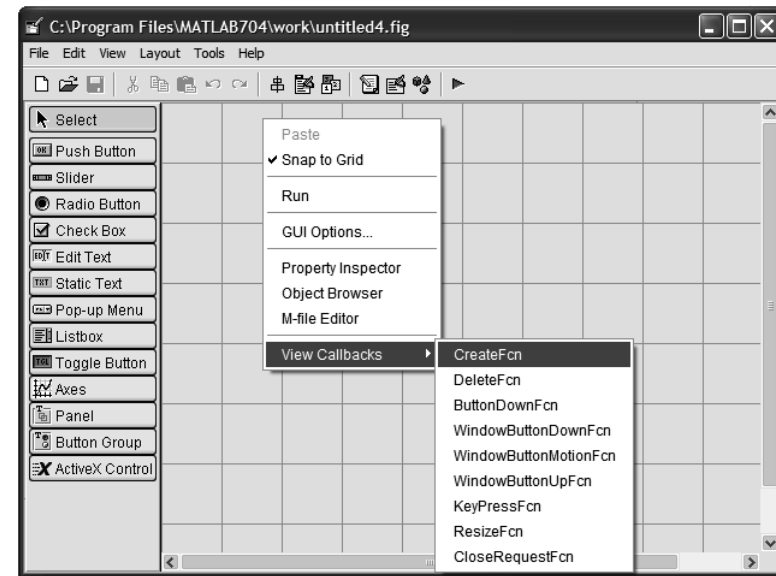 C:\Program Files\MATLAB704\work\untitled4.fig
File Edit View Layout Tools Help
Select
Push Button
Slider
Radio Button
Check Box
Edit Text
Static Text
Pop-up Menu
Listbox
Toggle Button
Axes
Panel
Button Group
ActiveX Control
Paste
Snap to Grid
Run
GUI Options...
Property Inspector
Object Browser
M-file Editor
View Callbacks
CreateFcn
DeleteFcn
ButtonDownFcn
WindowButtonDownFcn
WindowButtonMotionFcn
WindowButtonUpFcn
KeyPressFcn
ResizeFcn
CloseRequestFcn